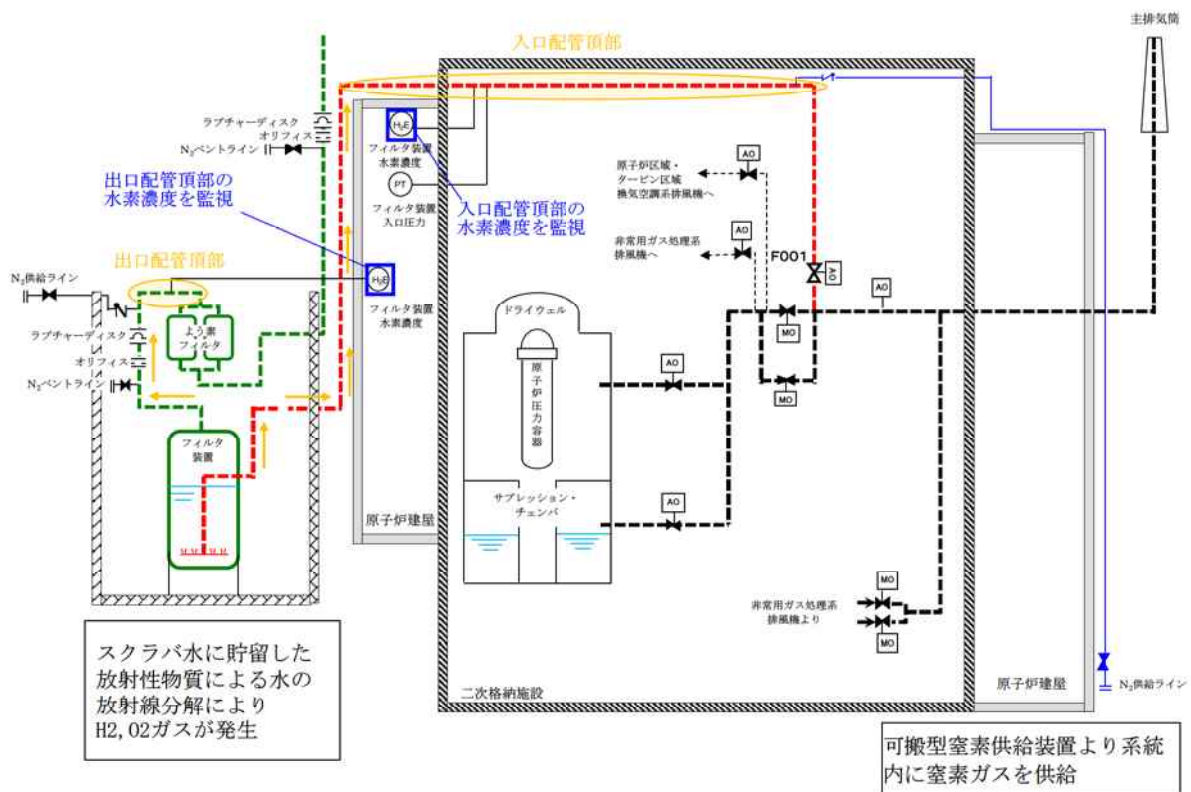 主排気筒
入口配管頂部
ラプチャーディスク
オリフィス
N₂ベントライン
H₂E
フィルタ装置
水素濃度
PT
フィルタ装置
入口圧力
出口配管頂部の
水素濃度を監視
入口配管頂部の
水素濃度を監視
AO
原子炉区域・
タービン区域
換気空調系排風機へ
AO
非常用ガス処理系
排風機へ
F001
AO
AO
MO
MO
出口配管頂部
H₂E
フィルタ装置
水素濃度
N₂供給ライン
ラプチャーディスク
オリフィス
N₂ベントライン
よう素
フィルタ
フィルタ
装置
ドライウェル
原子炉圧力容器
AO
サプレッション・
チェンバ
AO
原子炉建屋
MO
非常用ガス処理系
排風機より
MO
二次格納施設
原子炉建屋
N₂供給ライン
スクラバ水に貯留した
放射性物質による水の
放射線分解により
H2,O2ガスが発生
可搬型窒素供給装置より系統
内に窒素ガスを供給